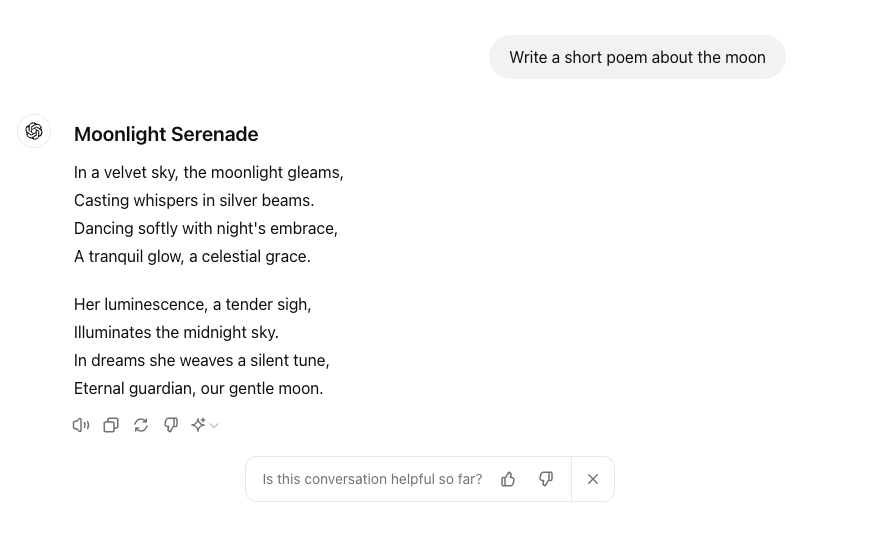 Write a short poem about the moon
Moonlight Serenade
In a velvet sky, the moonlight gleams,
Casting whispers in silver beams.
Dancing softly with night's embrace,
A tranquil glow, a celestial grace.
Her luminescence, a tender sigh,
Illuminates the midnight sky.
In dreams she weaves a silent tune,
Eternal guardian, our gentle moon.
Is this conversation helpful so far?